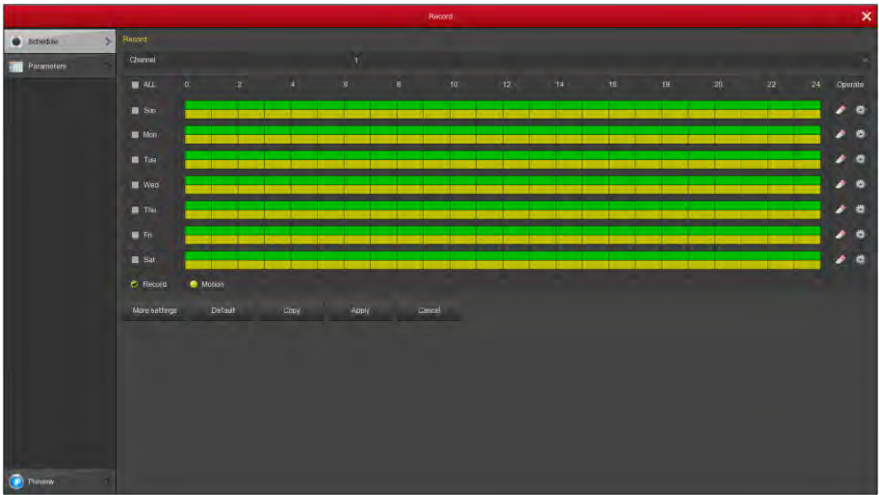 Record
Schedule
Record
Parameters
Channel 1
ALL 0 2 4 6 8 10 12 14 16 18 20 22 24 Operate
Sun
Mon
Tue
Wed
Thu
Fri
Sat
Record Motion
More settings Default Copy Apply Cancel
Preview